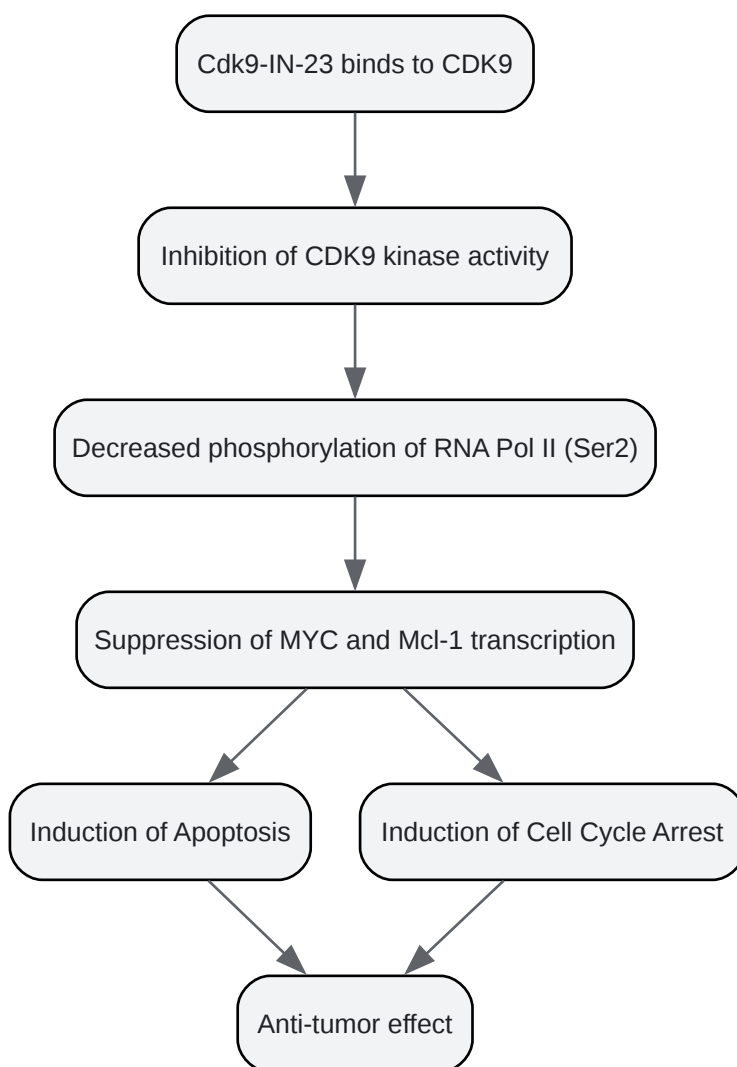 Cdk9-IN-23 binds to CDK9
Inhibition of CDK9 kinase activity
Decreased phosphorylation of RNA Pol II (Ser2)
Suppression of MYC and Mcl-1 transcription
Induction of Apoptosis
Induction of Cell Cycle Arrest
Anti-tumor effect